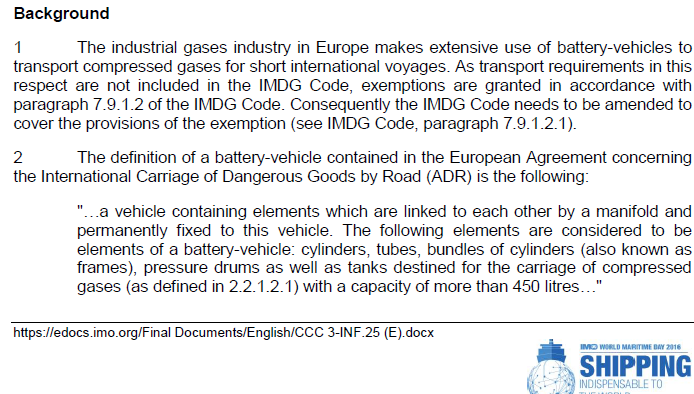 Background
1 The industrial gases industry in Europe makes extensive use of battery-vehicles to
transport compressed gases for short international voyages. As transport requirements in this
respect are not included in the IMDG Code, exemptions are granted in accordance with
paragraph 7.9.1.2 of the IMDG Code. Consequently the IMDG Code needs to be amended to
cover the provisions of the exemption (see IMDG Code, paragraph 7.9.1.2.1).
2 The definition of a battery-vehicle contained in the European Agreement concerning
the International Carriage of Dangerous Goods by Road (ADR) is the following:
"…a vehicle containing elements which are linked to each other by a manifold and
permanently fixed to this vehicle. The following elements are considered to be
elements of a battery-vehicle: cylinders, tubes, bundles of cylinders (also known as
frames), pressure drums as well as tanks destined for the carriage of compressed
gases (as defined in 2.2.1.2.1) with a capacity of more than 450 litres…"
https://edocs.imo.org/Final Documents/English/CCC 3-INF.25 (E).docx
IMO WORLD MARITIME DAY 2016
SHIPPING
INDISPENSABLE TO
THE WORLD